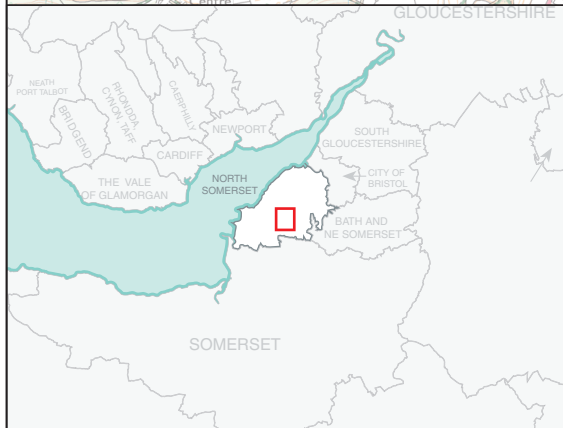 Centre
GLOUCESTERSHIRE
NEATH
PORT TALBOT
BRIDGEND
RHONDDA,
CYNON TAFF
CAERPHILLY
NEWPORT
CARDIFF
THE VALE
OF GLAMORGAN
NORTH
SOMERSET
SOUTH
GLOUCESTERSHIRE
CITY OF
BRISTOL
BATH AND
NE SOMERSET
SOMERSET